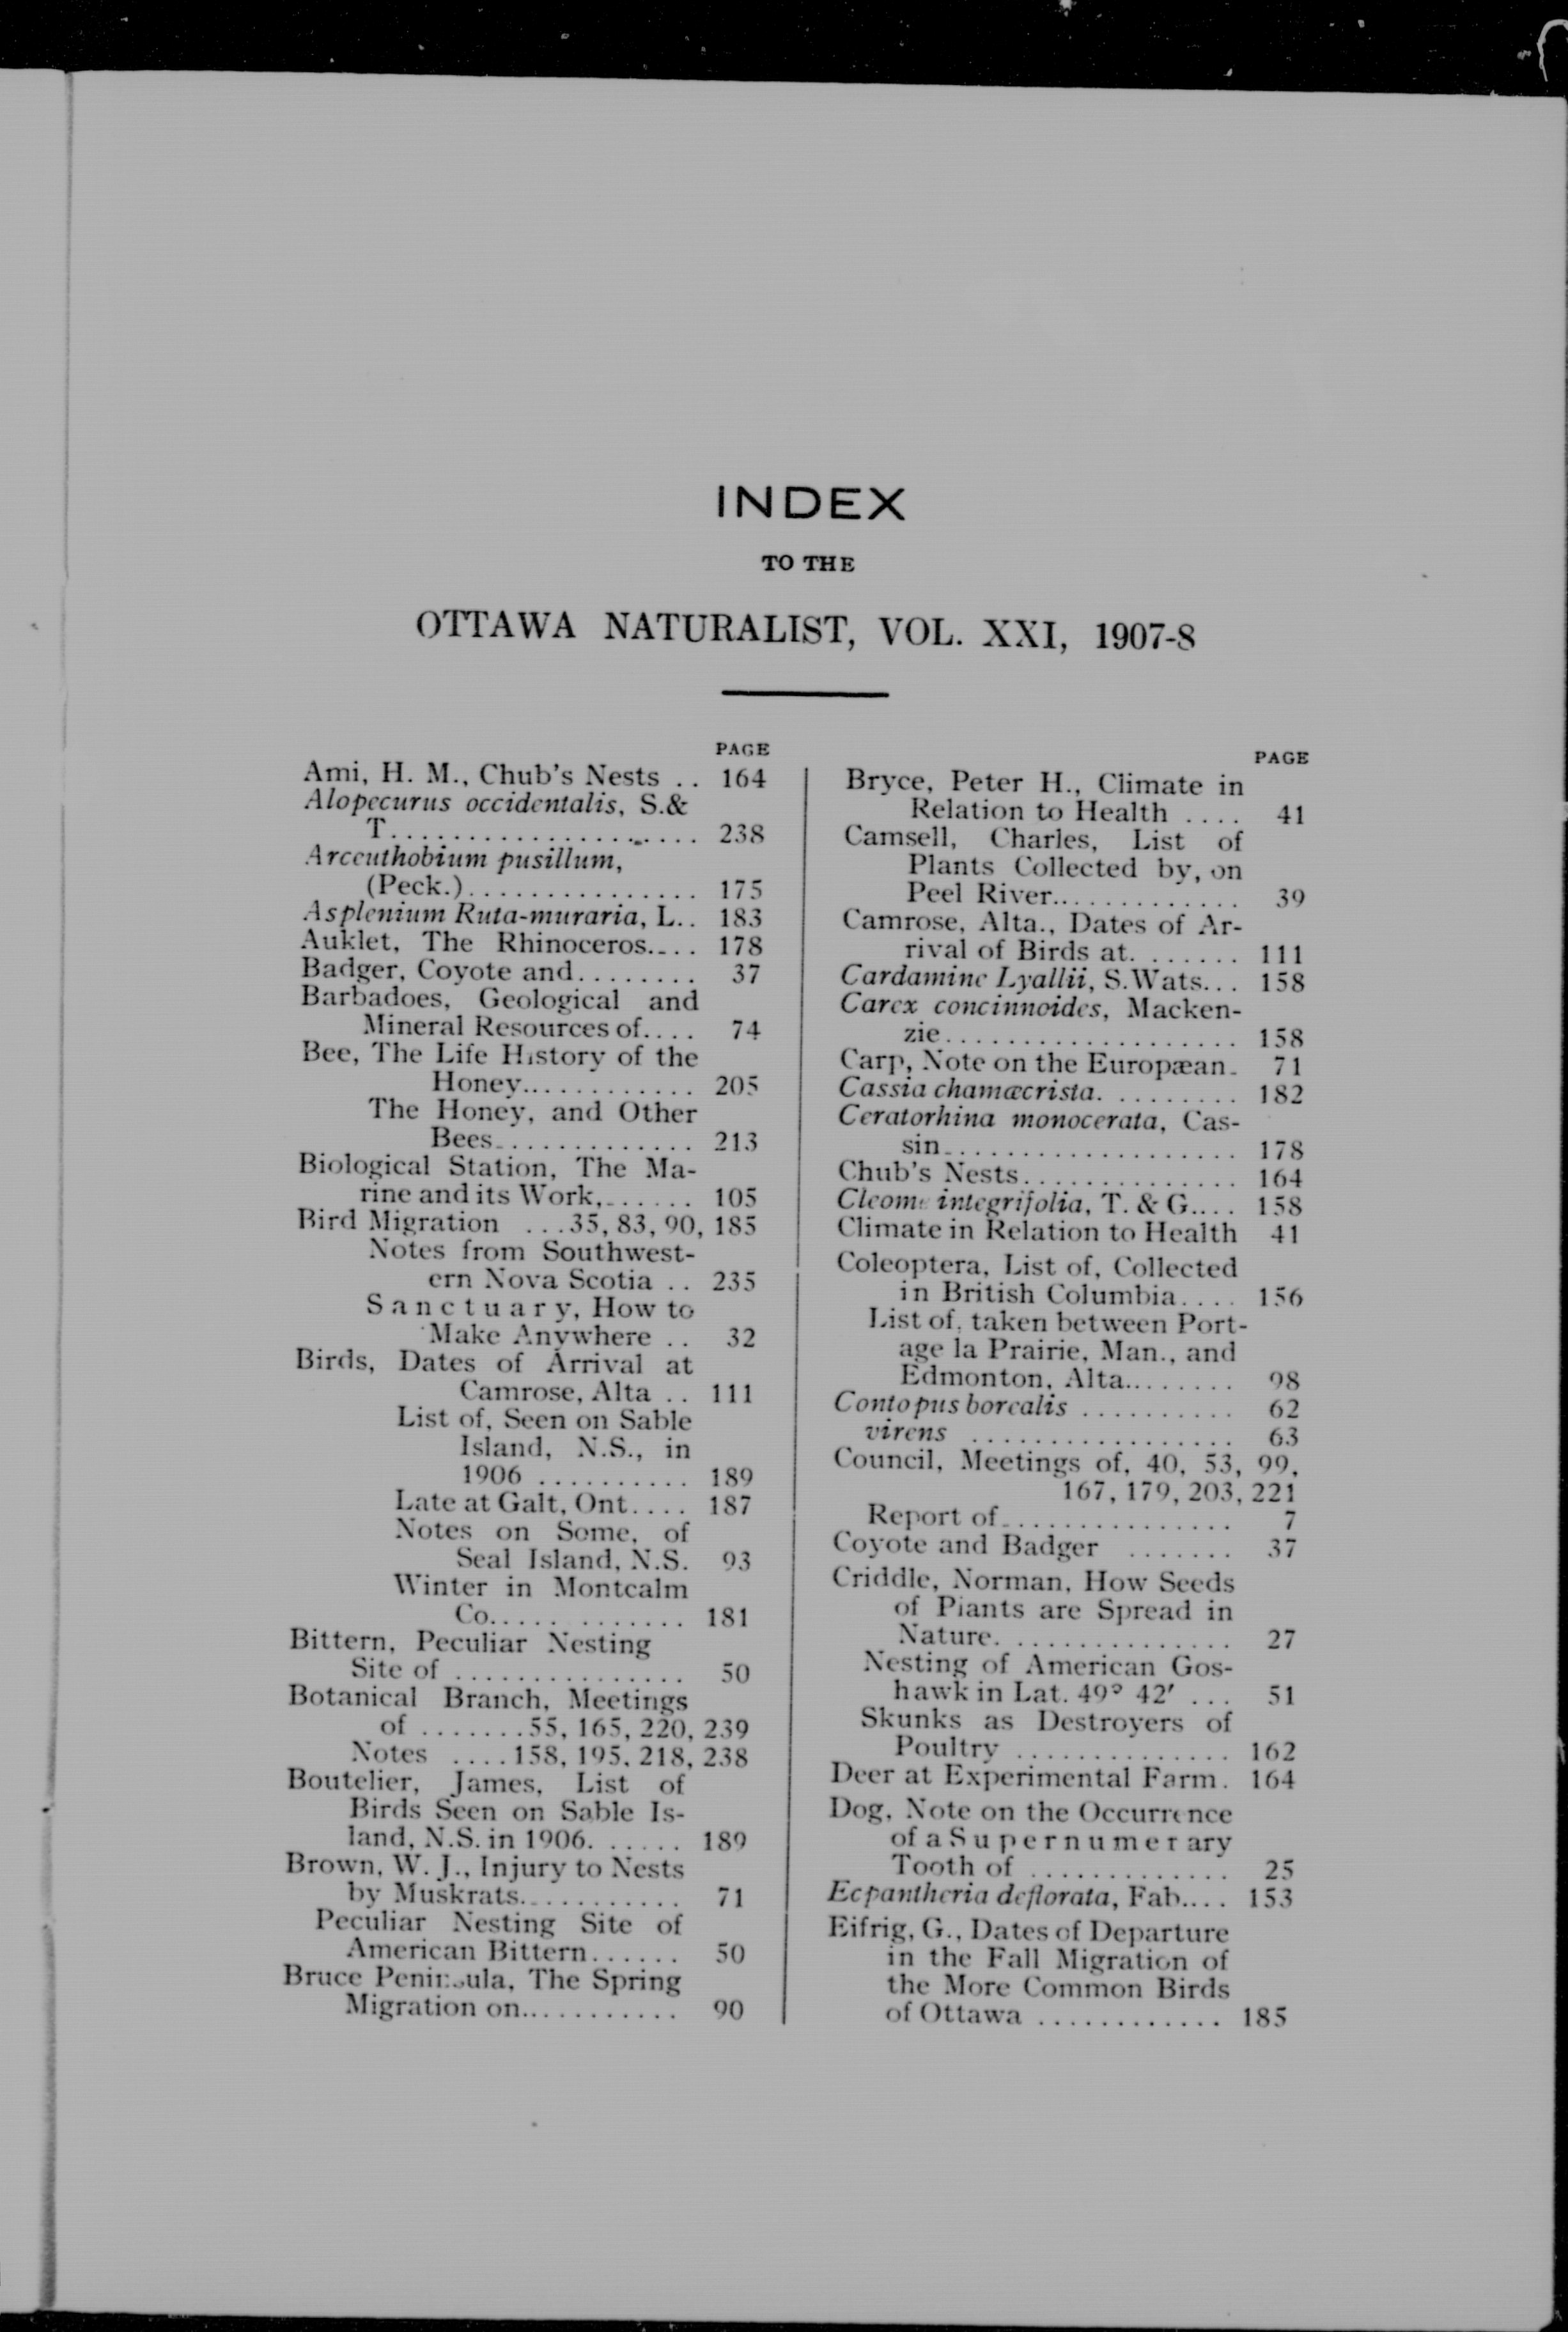 INDEX
TO THE
OTTAWA NATURALIST, VOL. XXI, 1907-8
PAGE
Ami, H. M., Chub's Nests .. 164
Alopecurus occidentalis, S.&
T.................... 238
Arceuthobium pusillum,
(Peck.)............... 175
Asplenium Ruta-muraria, L.. 183
Auklet, The Rhinoceros.... 178
Badger, Coyote and........ 37
Barbadoes, Geological and
Mineral Resources of.... 74
Bee, The Life History of the
Honey............ 205
The Honey, and Other
Bees............. 213
Biological Station, The Ma-
rine and its Work,...... 105
Bird Migration ...35, 83, 90, 185
Notes from Southwest-
ern Nova Scotia .. 235
Sanctuary, How to
Make Anywhere .. 32
Birds, Dates of Arrival at
Camrose, Alta .. 111
List of, Seen on Sable
Island, N.S., in
1906 .......... 189
Late at Galt, Ont.... 187
Notes on Some, of
Seal Island, N.S. 93
Winter in Montcalm
Co............. 181
Bittern, Peculiar Nesting
Site of ............... 50
Botanical Branch, Meetings
of .......55, 165, 220, 239
Notes ....158, 195, 218, 238
Boutelier, James, List of
Birds Seen on Sable Is-
land, N.S. in 1906....... 189
Brown, W. J., Injury to Nests
by Muskrats........... 71
Peculiar Nesting Site of
American Bittern...... 50
Bruce Peninsula, The Spring
Migration on........... 90
PAGE
Bryce, Peter H., Climate in
Relation to Health .... 41
Camsell, Charles, List of
Plants Collected by, on
Peel River............. 39
Camrose, Alta., Dates of Ar-
rival of Birds at........ 111
Cardamine Lyallii, S.Wats... 158
Carex concinnoides, Macken-
zie................... 158
Carp, Note on the Europæan. 71
Cassia chamæcrista......... 182
Ceratorhina monocerata, Cas-
sin................... 178
Chub's Nests.............. 164
Cleome integrifolia, T. & G.... 158
Climate in Relation to Health 41
Coleoptera, List of, Collected
in British Columbia.... 156
List of, taken between Port-
age la Prairie, Man., and
Edmonton, Alta........ 98
Contopus borealis .......... 62
virens ................. 63
Council, Meetings of, 40, 53, 99,
167, 179, 203, 221
Report of............... 7
Coyote and Badger ....... 37
Criddle, Norman, How Seeds
of Plants are Spread in
Nature............... 27
Nesting of American Gos-
hawk in Lat. 49° 42′ ... 51
Skunks as Destroyers of
Poultry .............. 162
Deer at Experimental Farm. 164
Dog, Note on the Occurrence
of a Supernumerary
Tooth of ............. 25
Ecpantheria deflorata, Fab.... 153
Eifrig, G., Dates of Departure
in the Fall Migration of
the More Common Birds
of Ottawa ............ 185